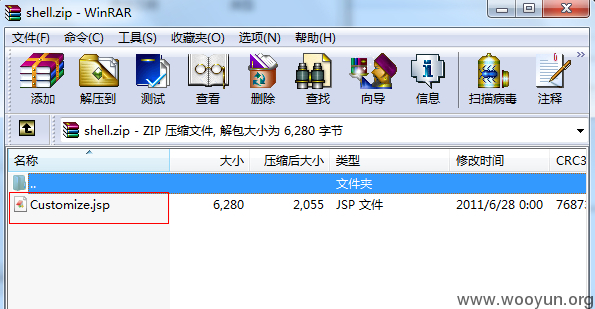 shell.zip - WinRAR
文件(F) 命令(C) 工具(S) 收藏夹(O) 选项(N) 帮助(H)
添加 解压到 测试 查看 删除 查找 向导 信息 扫描病毒 注释
shell.zip - ZIP 压缩文件, 解包大小为 6,280 字节
名称 大小 压缩后大小 类型 修改时间 CRC3
.. 文件夹
Customize.jsp 6,280 2,055 JSP 文件 2011/6/28 0:00 7687
www.wooyun.org